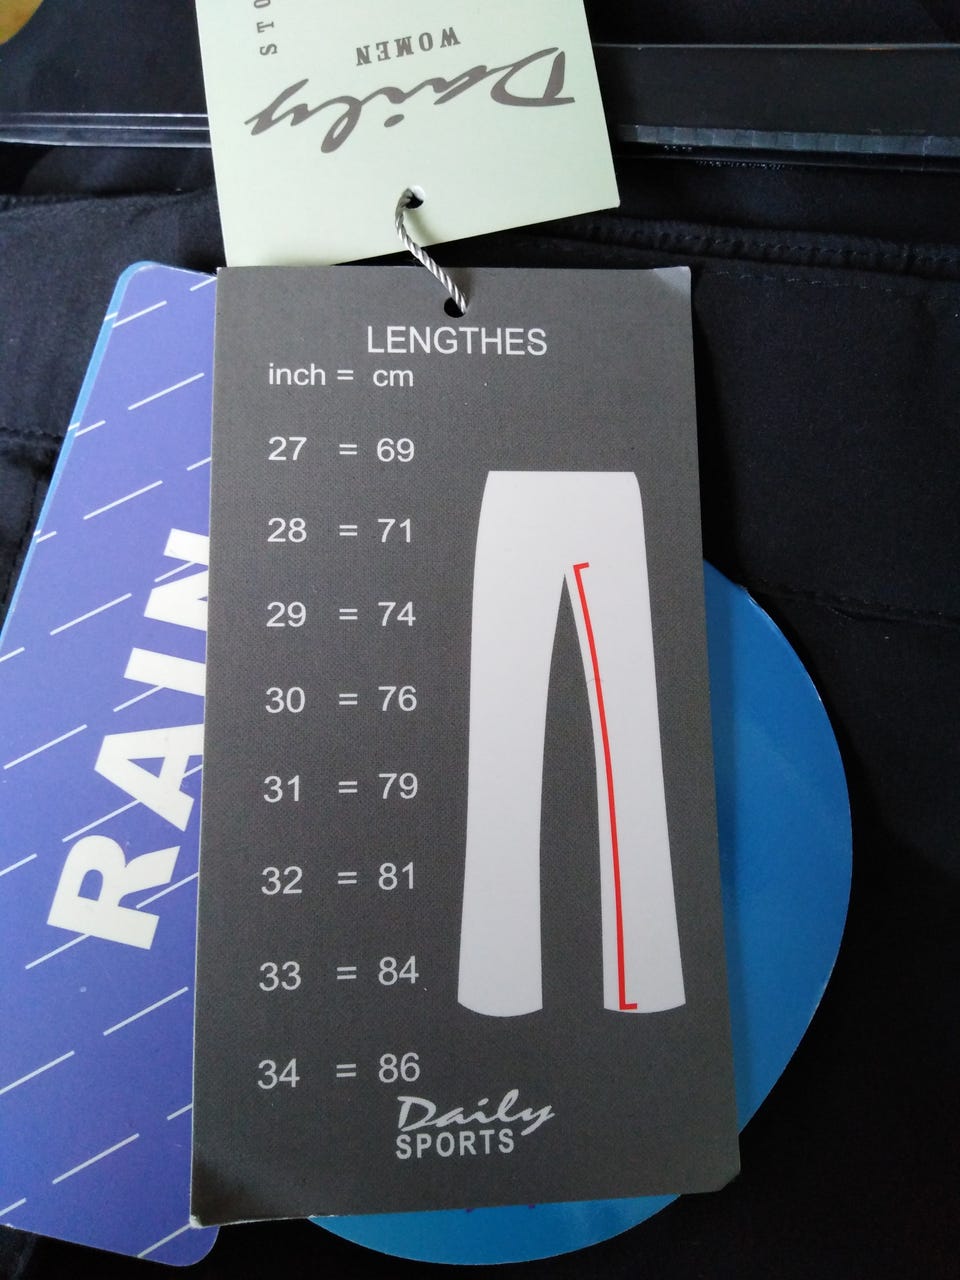 Daily
WOMEN
STO
LENGTHES
inch = cm
27 = 69
28 = 71
29 = 74
30 = 76
31 = 79
32 = 81
33 = 84
34 = 86
Daily
SPORTS
RAIN